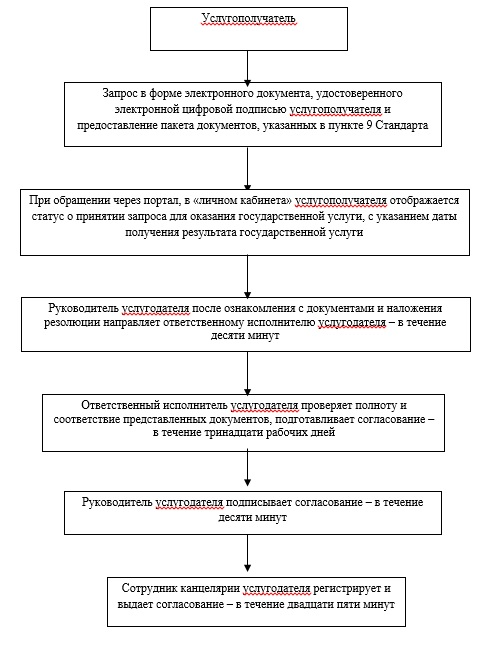 Услугополучатель
Запрос в форме электронного документа, удостоверенного
электронной цифровой подписью услугополучателя и
предоставление пакета документов, указанных в пункте 9 Стандарта
При обращении через портал, в «личном кабинета» услугополучателя отображается
статус о принятии запроса для оказания государственной услуги, с указанием даты
получения результата государственной услуги
Руководитель услугодателя после ознакомления с документами и наложения
резолюции направляет ответственному исполнителю услугодателя – в течение
десяти минут
Ответственный исполнитель услугодателя проверяет полноту и
соответствие представленных документов, подготавливает согласование –
в течение тринадцати рабочих дней
Руководитель услугодателя подписывает согласование – в течение
десяти минут
Сотрудник канцелярии услугодателя регистрирует и
выдает согласование – в течение двадцати пяти минут